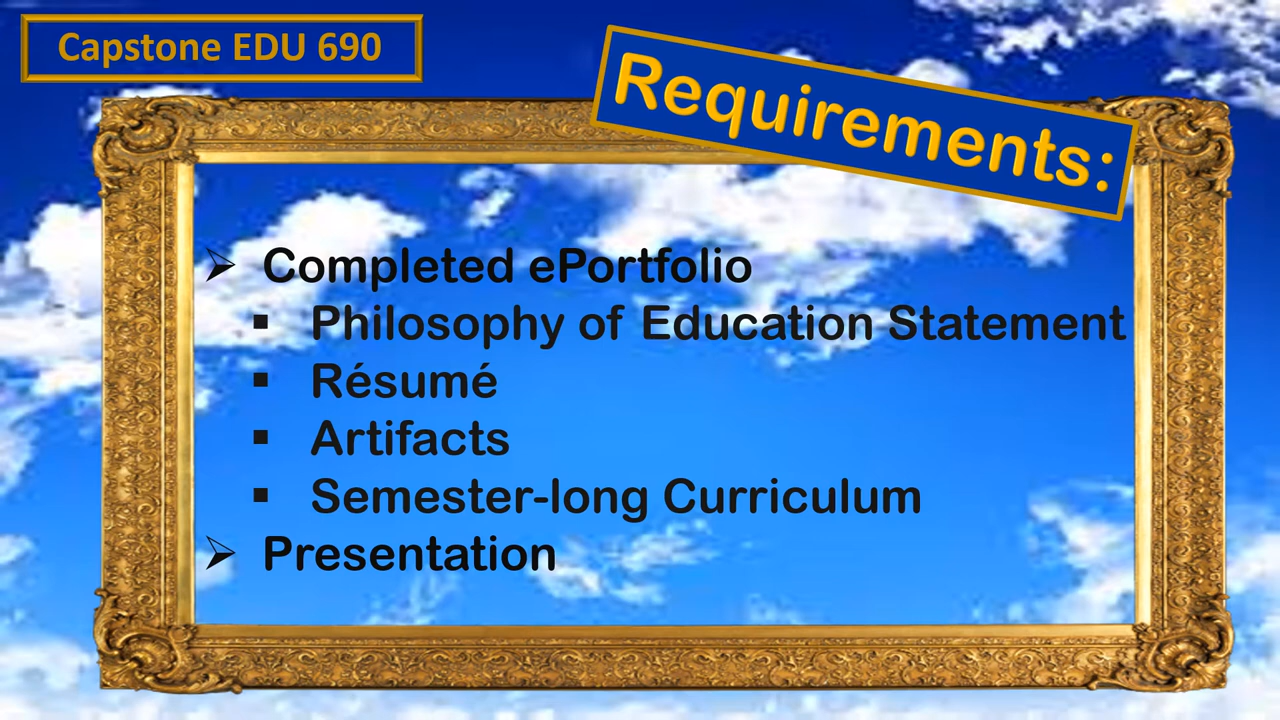 Capstone EDU 690
Requirements:
➢ Completed ePortfolio
▪ Philosophy of Education Statement
▪ Résumé
▪ Artifacts
▪ Semester-long Curriculum
➢ Presentation